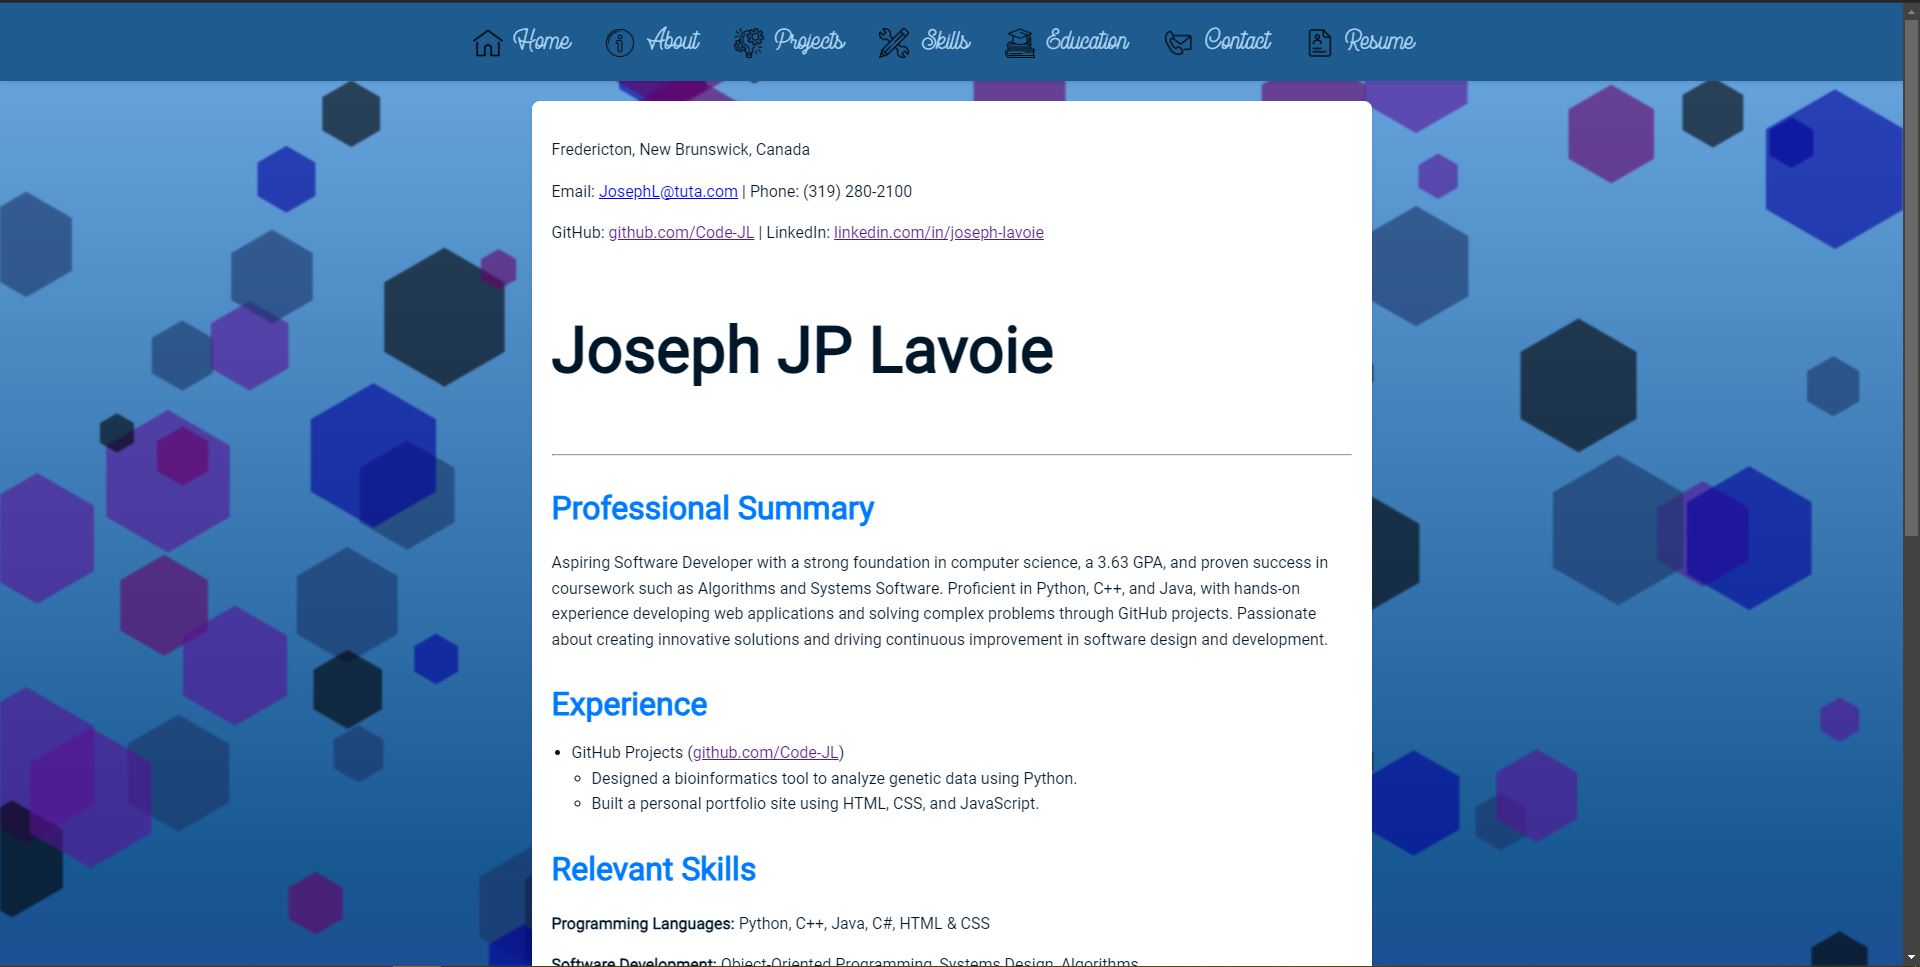 Home About Projects Skills Education Contact Resume
Fredericton, New Brunswick, Canada
Email: JosephL@tuta.com | Phone: (319) 280-2100
GitHub: github.com/Code-JL | LinkedIn: linkedin.com/in/joseph-lavoie
Joseph JP Lavoie
Professional Summary
Aspiring Software Developer with a strong foundation in computer science, a 3.63 GPA, and proven success in
coursework such as Algorithms and Systems Software. Proficient in Python, C++, and Java, with hands-on
experience developing web applications and solving complex problems through GitHub projects. Passionate
about creating innovative solutions and driving continuous improvement in software design and development.
Experience
• GitHub Projects (github.com/Code-JL)
◦ Designed a bioinformatics tool to analyze genetic data using Python.
◦ Built a personal portfolio site using HTML, CSS, and JavaScript.
Relevant Skills
Programming Languages: Python, C++, Java, C#, HTML & CSS
Software Development: Object-Oriented Programming, Systems Design, Algorithms